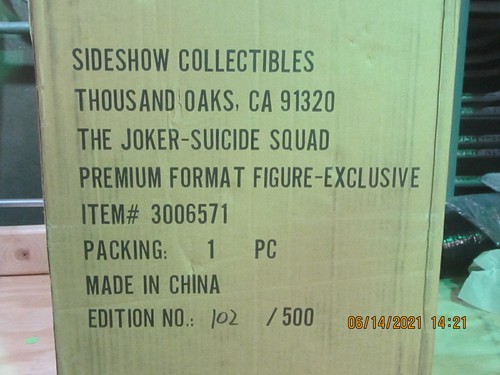 SIDESHOW COLLECTIBLES
THOUSAND OAKS, CA 91320
THE JOKER-SUICIDE SQUAD
PREMIUM FORMAT FIGURE-EXCLUSIVE
ITEM# 3006571
PACKING: 1 PC
MADE IN CHINA
EDITION NO.: 102 /500
06/14/2021 14:21